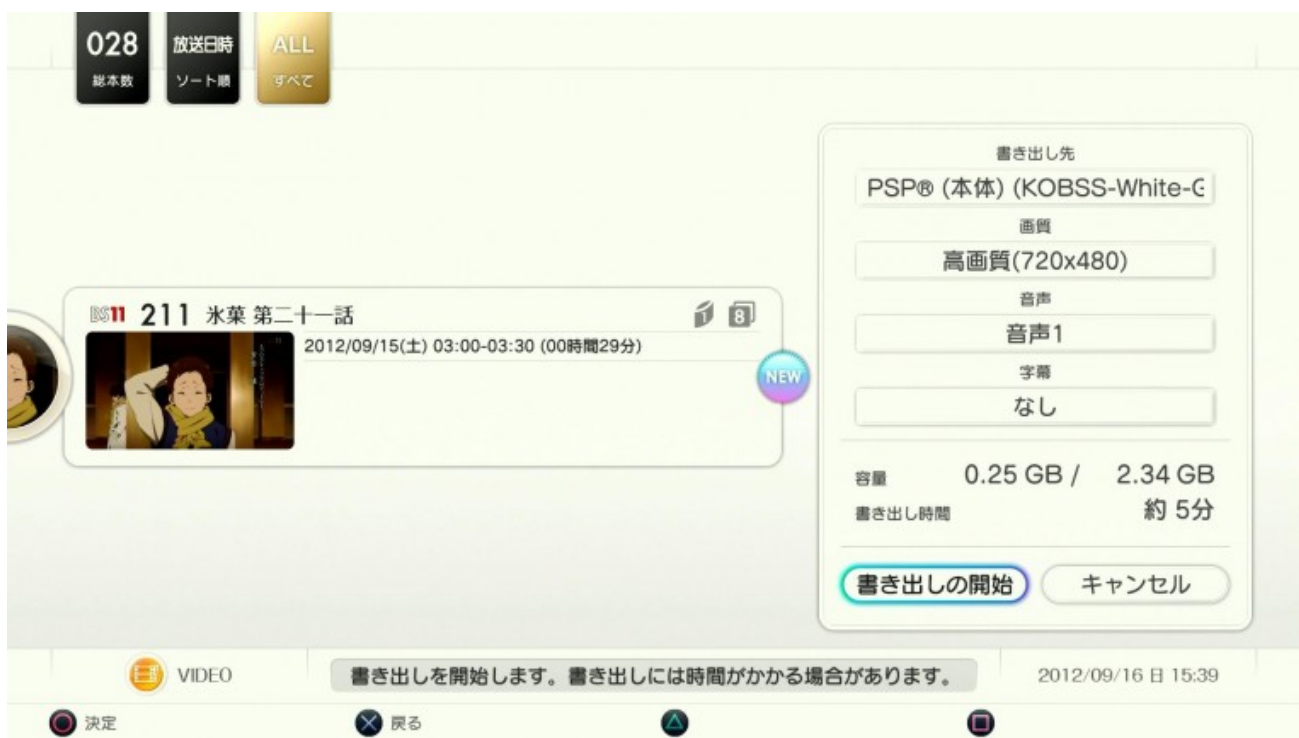 028
総本数
放送日時
ソート順
ALL
すべて
BS11 211 氷菓 第二十一話
1 8
2012/09/15(土) 03:00-03:30 (00時間29分)
NEW
書き出し先
PSP® (本体) (KOBSS-White-G
画質
高画質(720x480)
音声
音声1
字幕
なし
容量 0.25 GB / 2.34 GB
書き出し時間 約 5分
書き出しの開始 キャンセル
VIDEO 書き出しを開始します。書き出しには時間がかかる場合があります。 2012/09/16 日 15:39
決定 戻る